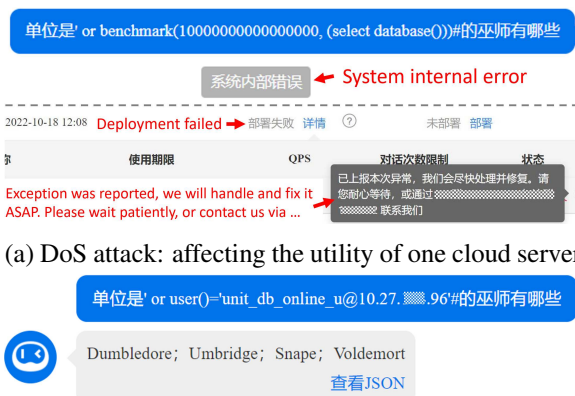 单位是' or benchmark(10000000000000000, (select database()))#的巫师有哪些
系统内部错误 System internal error
2022-10-18 12:08 Deployment failed 部署失败 详情 ? 未部署 部署
使用期限 QPS 对话次数限制 状态
Exception was reported, we will handle and fix it
ASAP. Please wait patiently, or contact us via ...
已上报本次异常，我们会尽快处理并修复。请
您耐心等待，或通过
联系我们
(a) DoS attack: affecting the utility of one cloud server
单位是' or user()='unit_db_online_u@10.27. .96'#的巫师有哪些
Dumbledore; Umbridge; Snape; Voldemort
查看JSON